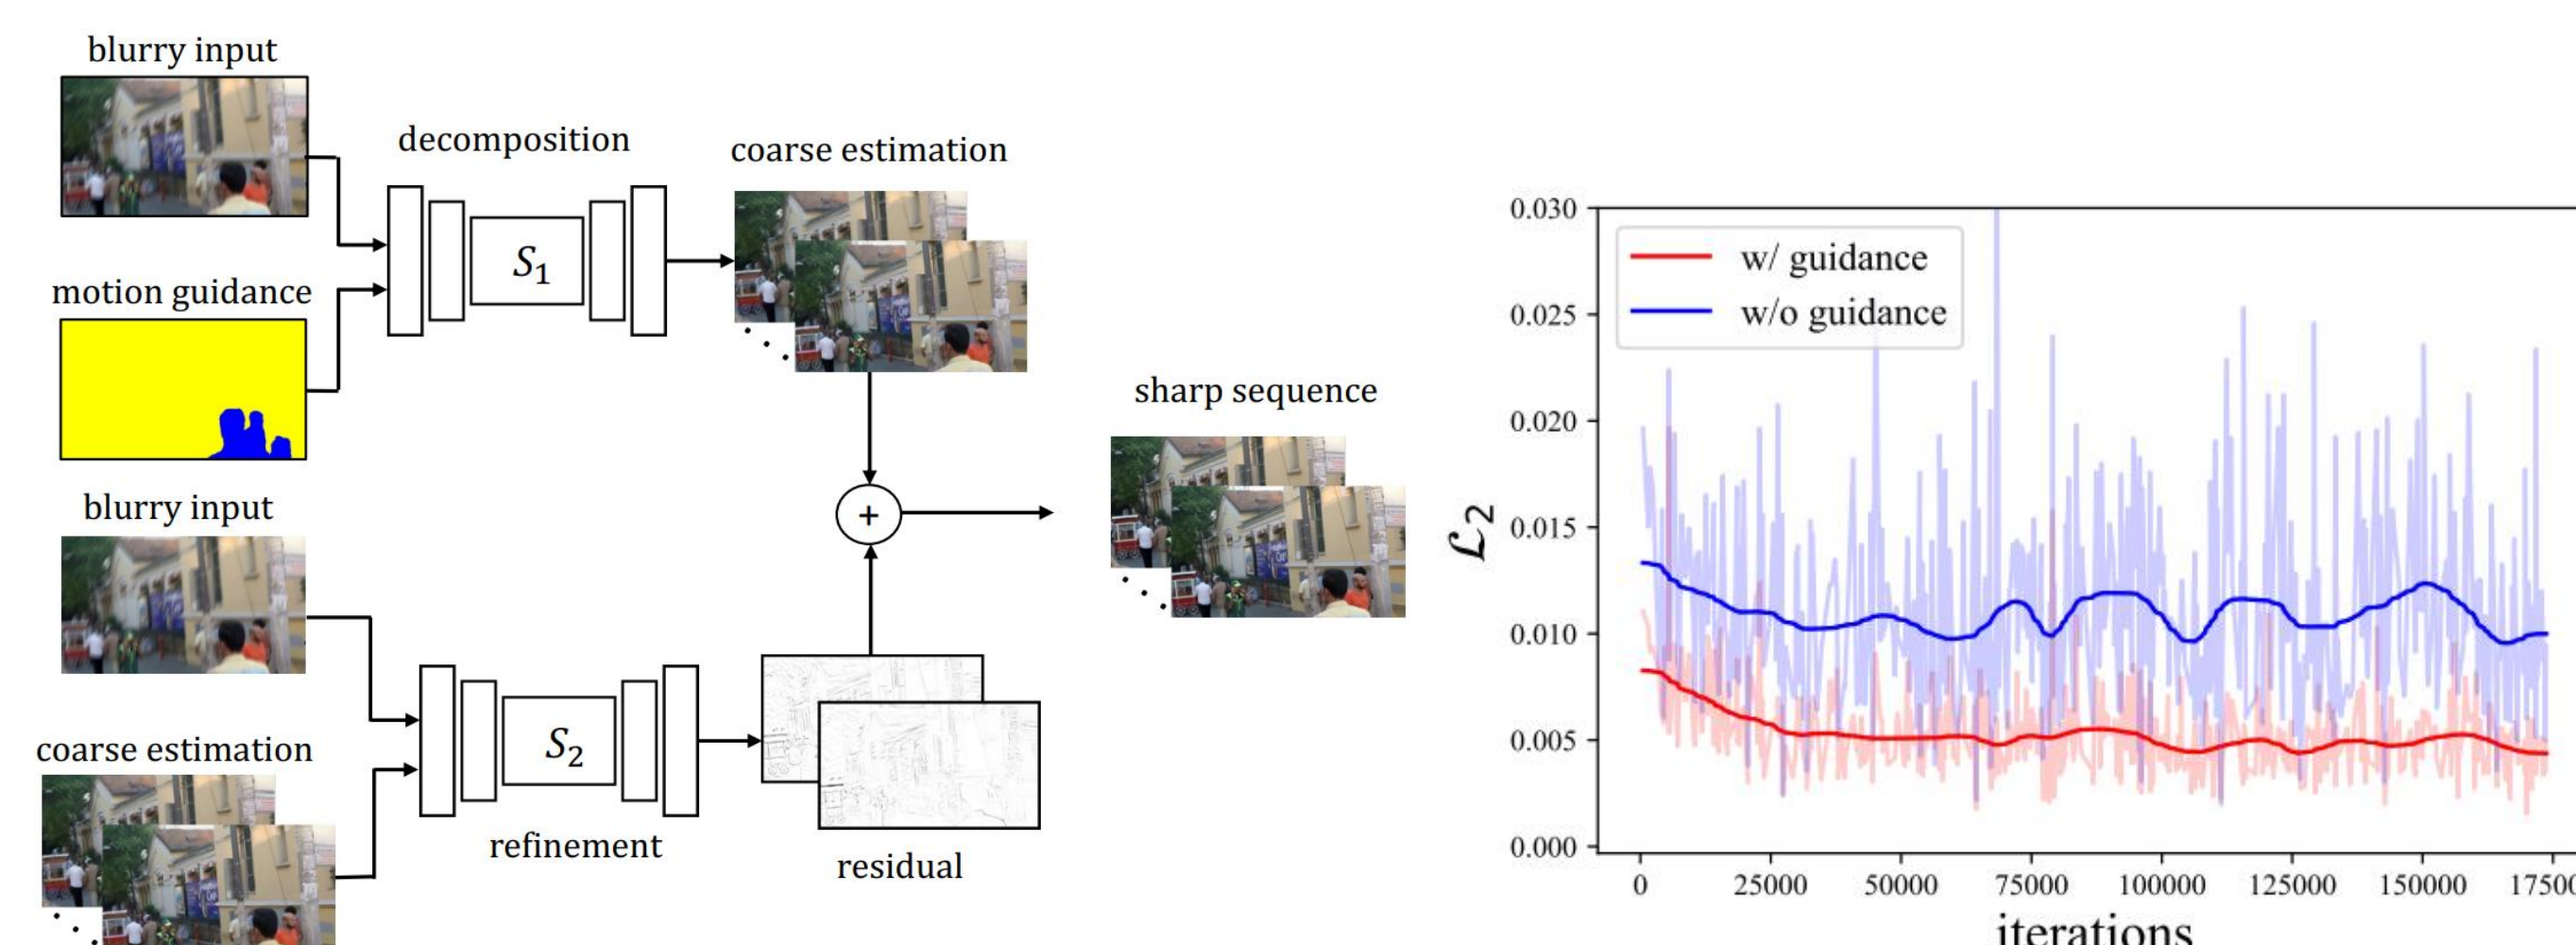 blurry input
decomposition
coarse estimation
S1
motion guidance
blurry input
coarse estimation
S2
refinement
residual
+
sharp sequence
w/ guidance
w/o guidance
0.030
0.025
0.020
0.015
0.010
0.005
0.000
ℒ2
0 25000 50000 75000 100000 125000 150000 17500
iterations